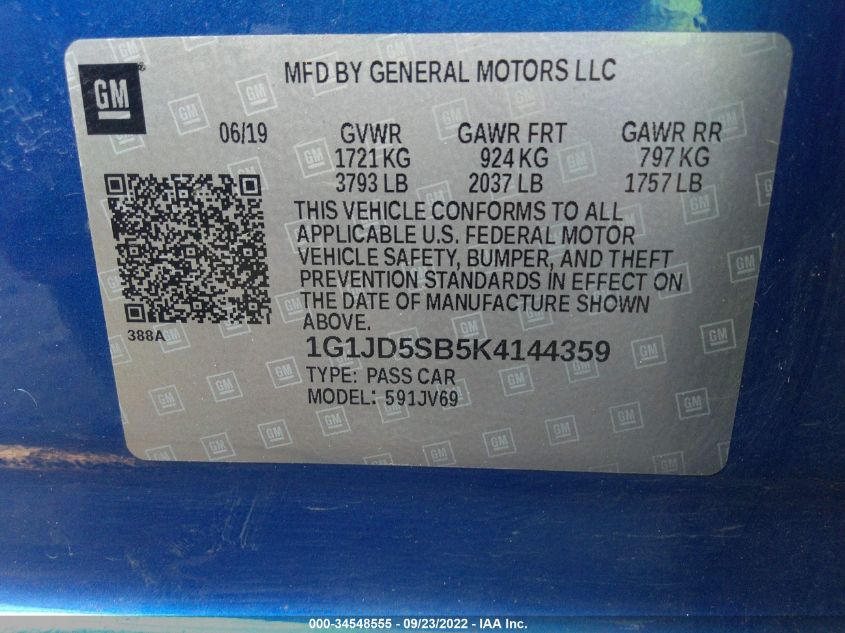 GM
MFD BY GENERAL MOTORS LLC
06/19 GVWR GAWR FRT GAWR RR
1721 KG 924 KG 797 KG
3793 LB 2037 LB 1757 LB
THIS VEHICLE CONFORMS TO ALL
APPLICABLE U.S. FEDERAL MOTOR
VEHICLE SAFETY, BUMPER, AND THEFT
PREVENTION STANDARDS IN EFFECT ON
THE DATE OF MANUFACTURE SHOWN
ABOVE.
388A
1G1JD5SB5K4144359
TYPE: PASS CAR
MODEL: 591JV69
000-34548555 - 09/23/2022 - IAA Inc.